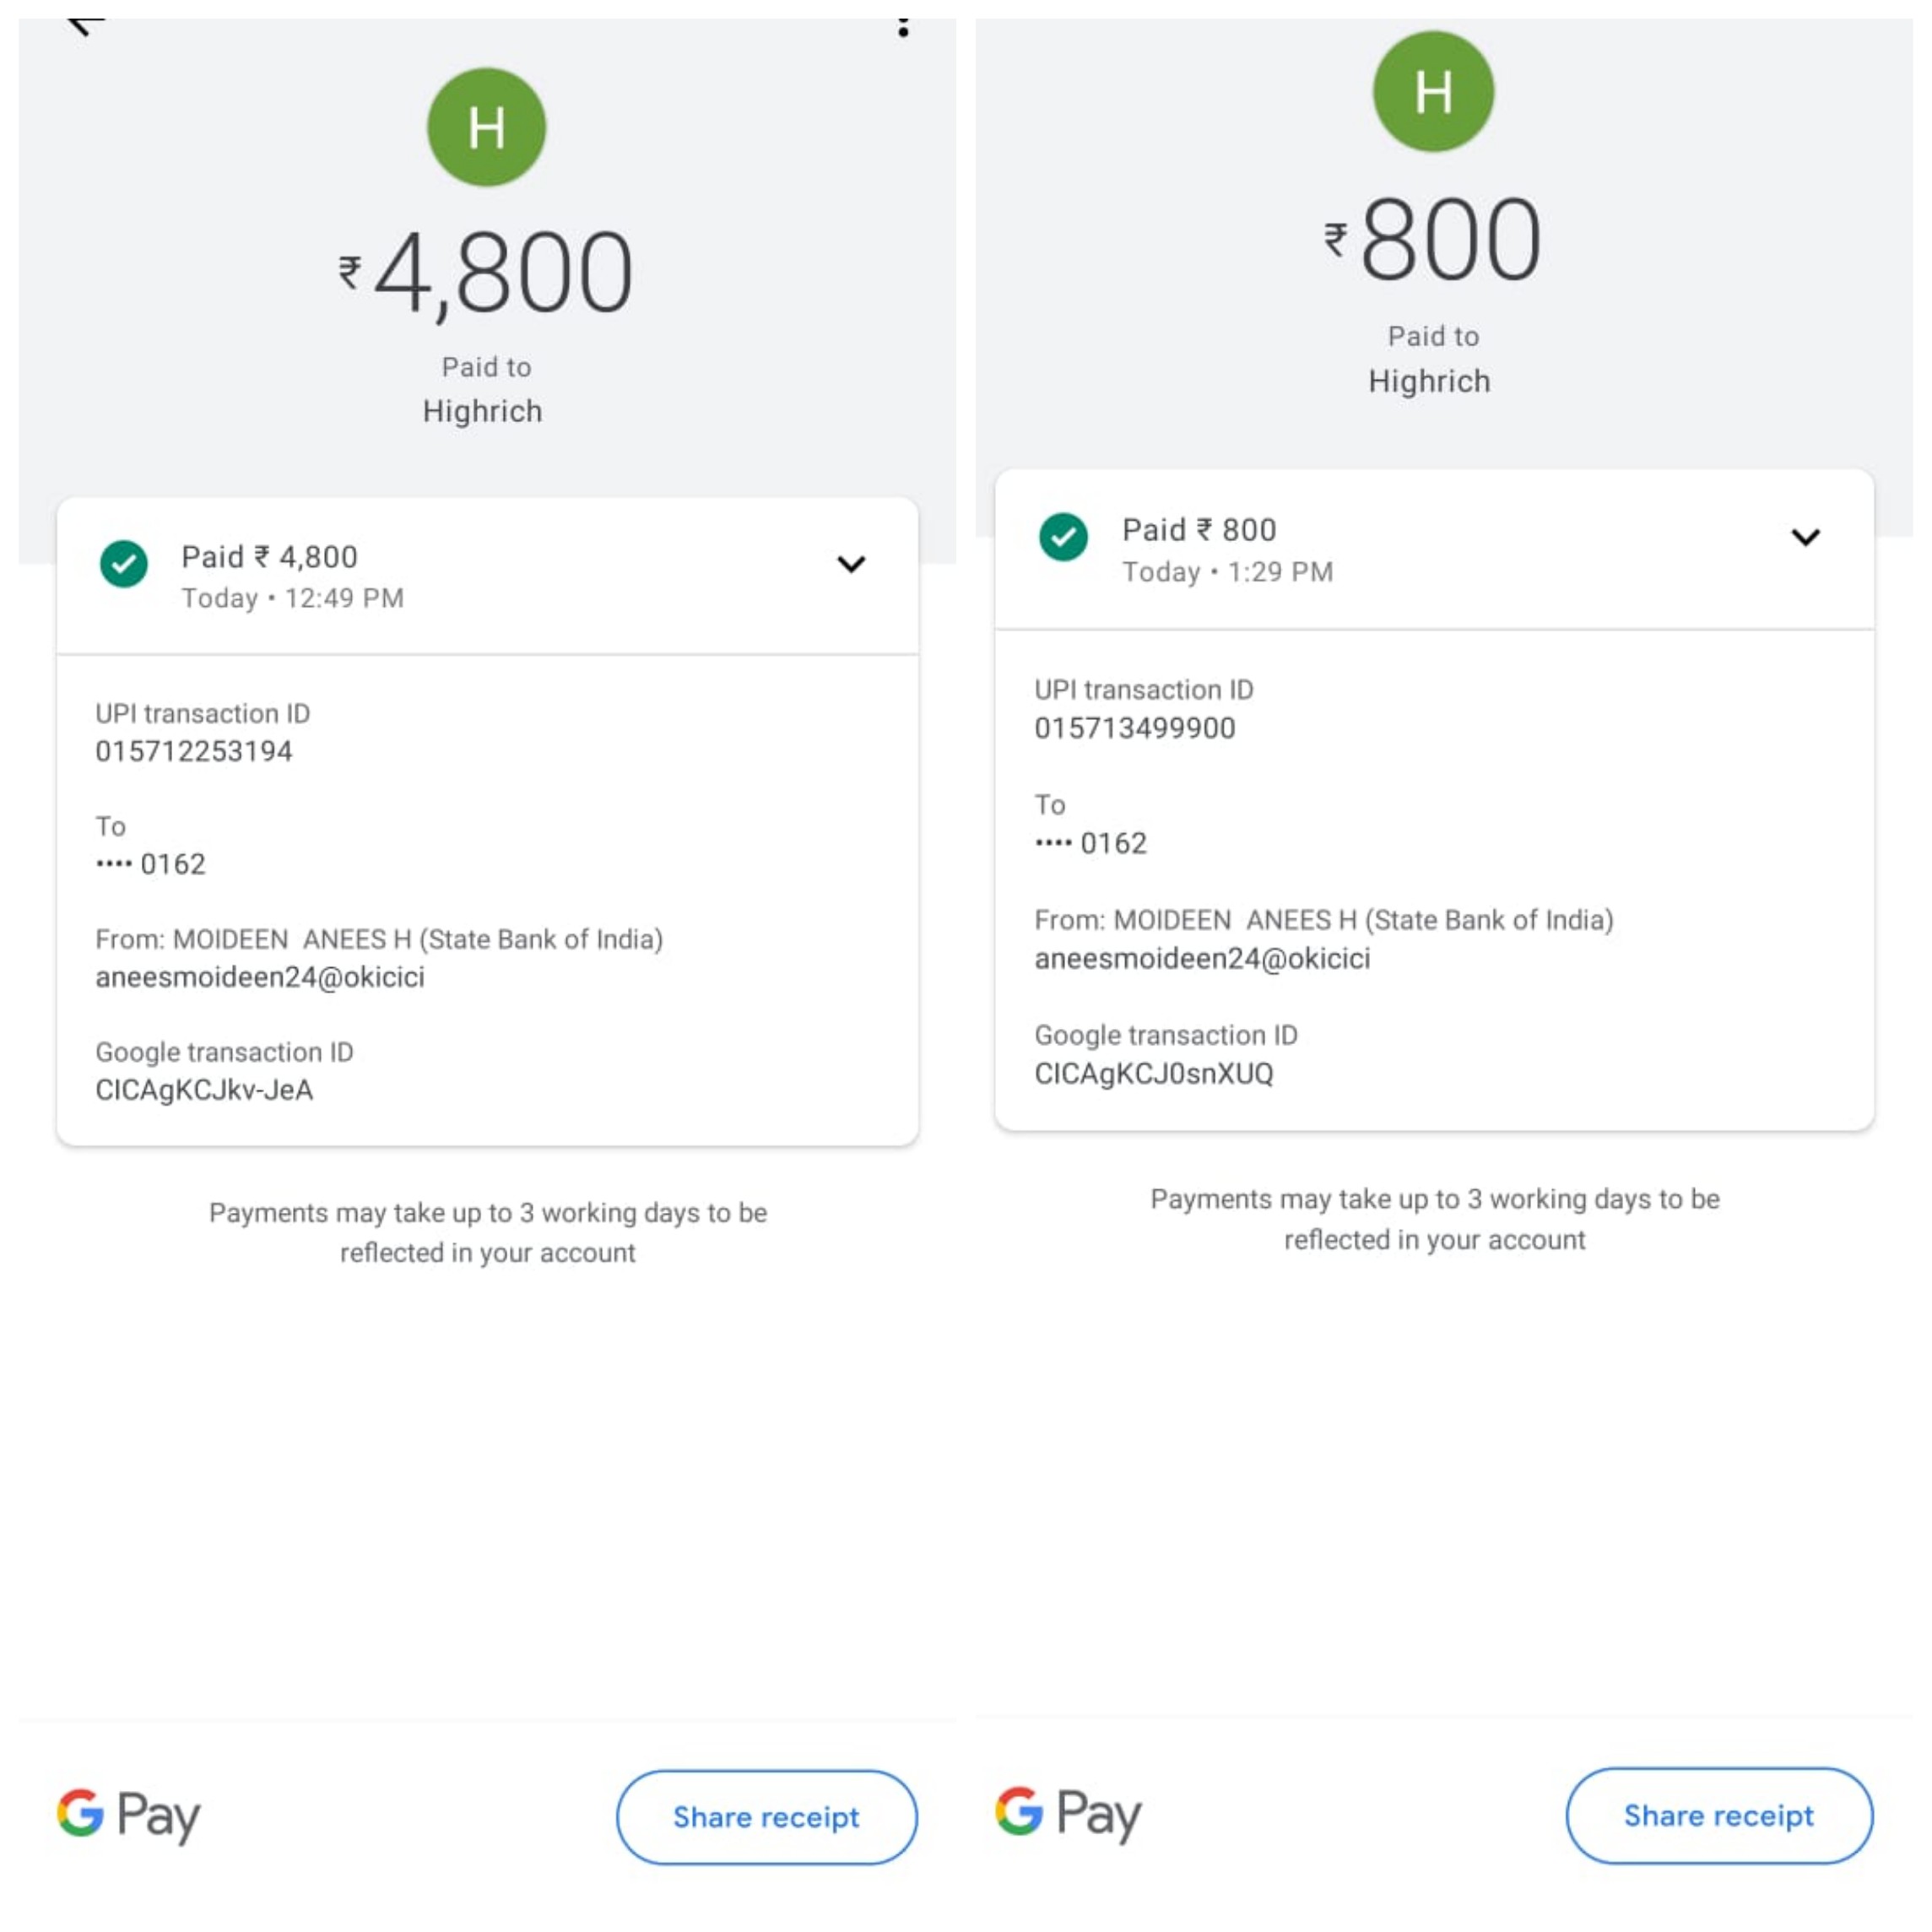 H
₹4,800
Paid to
Highrich
Paid ₹ 4,800
Today • 12:49 PM
UPI transaction ID
015712253194
To
•••• 0162
From: MOIDEEN  ANEES H (State Bank of India)
aneesmoideen24@okicici
Google transaction ID
CICAgKCJkv-JeA
Payments may take up to 3 working days to be
reflected in your account
G Pay
Share receipt
H
₹800
Paid to
Highrich
Paid ₹ 800
Today • 1:29 PM
UPI transaction ID
015713499900
To
•••• 0162
From: MOIDEEN  ANEES H (State Bank of India)
aneesmoideen24@okicici
Google transaction ID
CICAgKCJ0snXUQ
Payments may take up to 3 working days to be
reflected in your account
G Pay
Share receipt